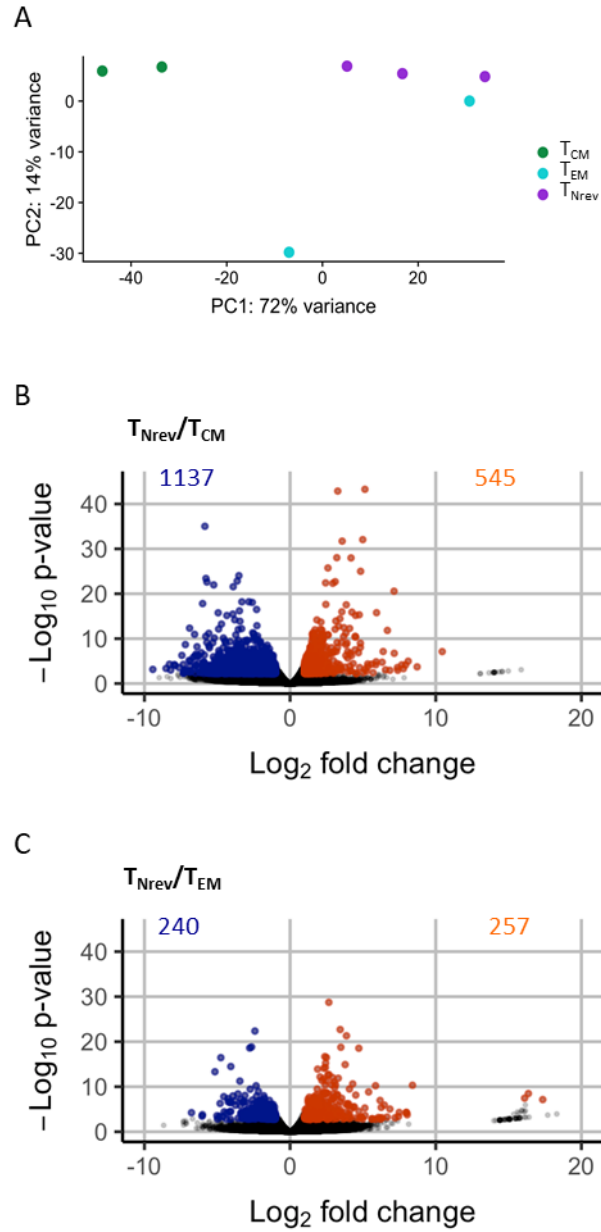 A
0
-10
-20
-30
PC2: 14% variance
-40
-20
0
20
PC1: 72% variance
TCM
TEM
TNrev
B
TNrev/TCM
1137
545
40
30
20
10
0
−Log10 p-value
-10
0
10
20
Log2 fold change
C
TNrev/TEM
240
257
40
30
20
10
0
−Log10 p-value
-10
0
10
20
Log2 fold change